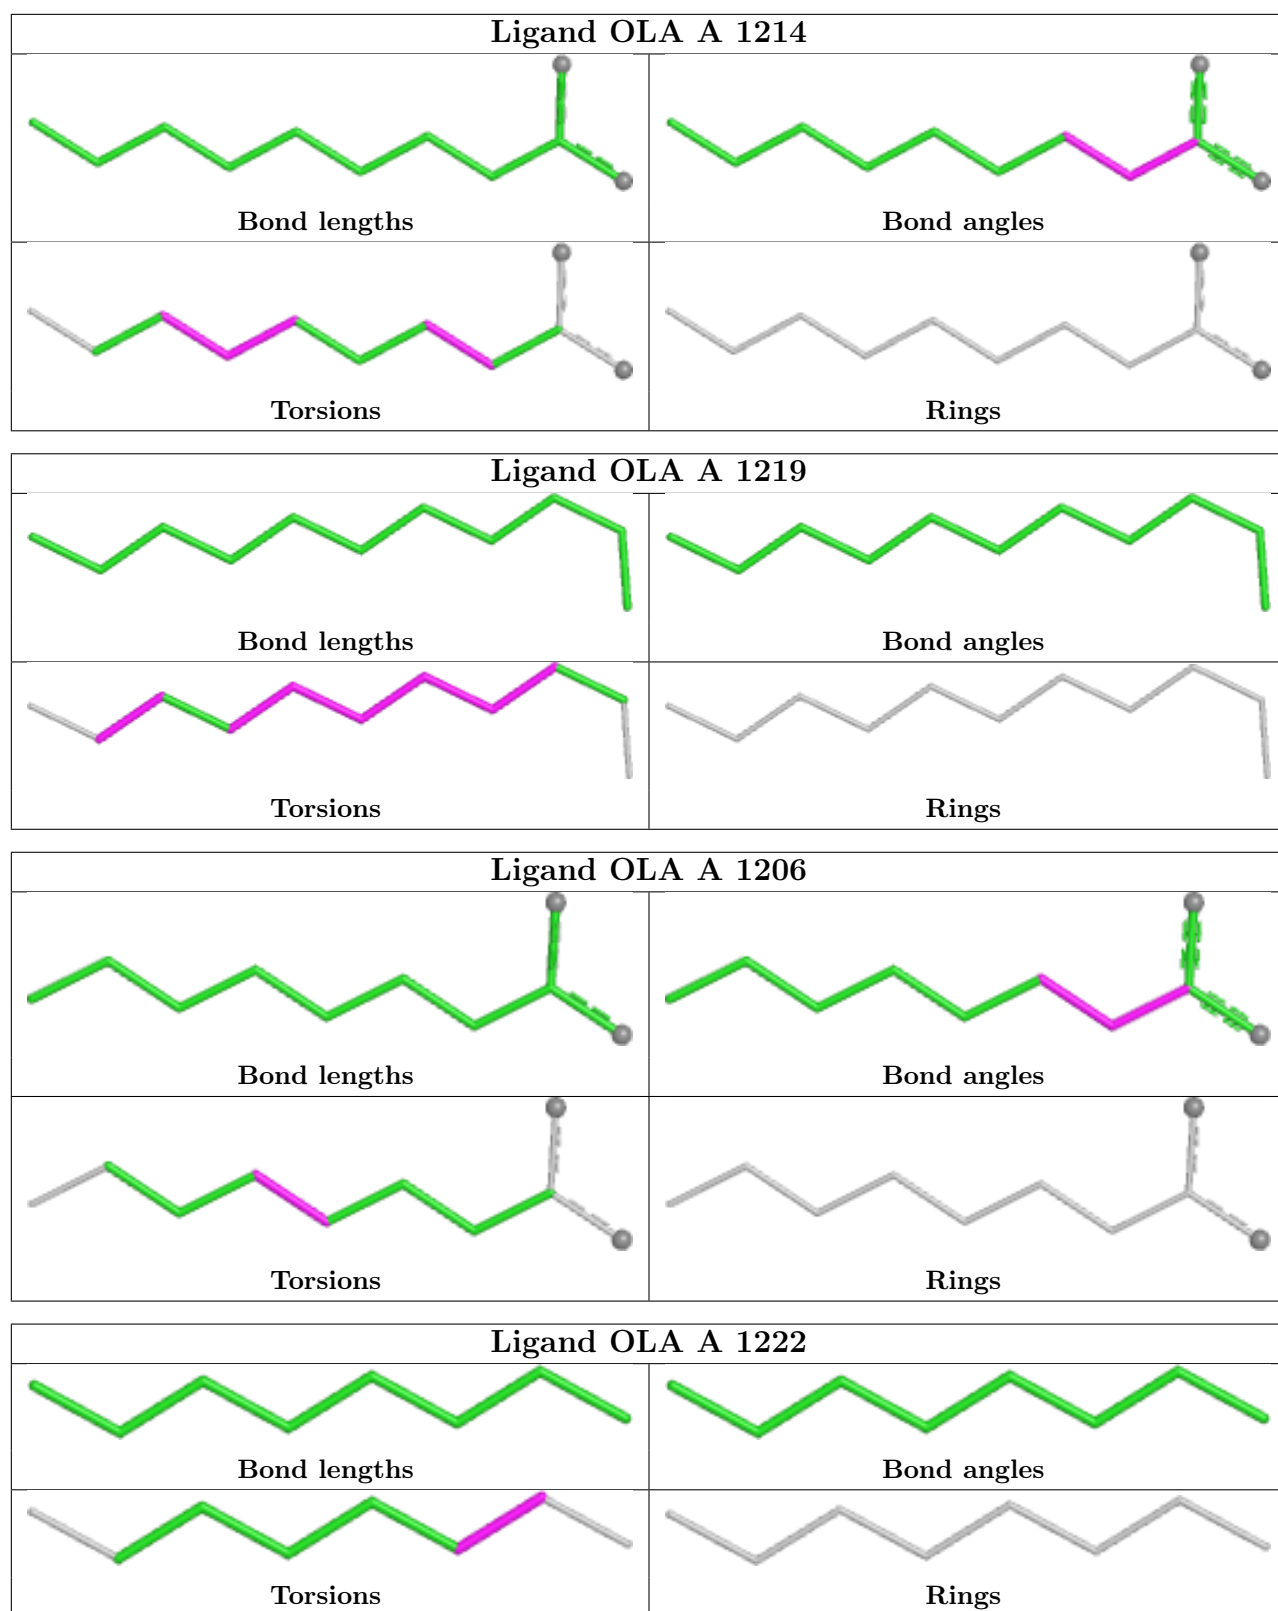 Ligand OLA A 1214
Bond lengths Bond angles
Torsions Rings
Ligand OLA A 1219
Bond lengths Bond angles
Torsions Rings
Ligand OLA A 1206
Bond lengths Bond angles
Torsions Rings
Ligand OLA A 1222
Bond lengths Bond angles
Torsions Rings